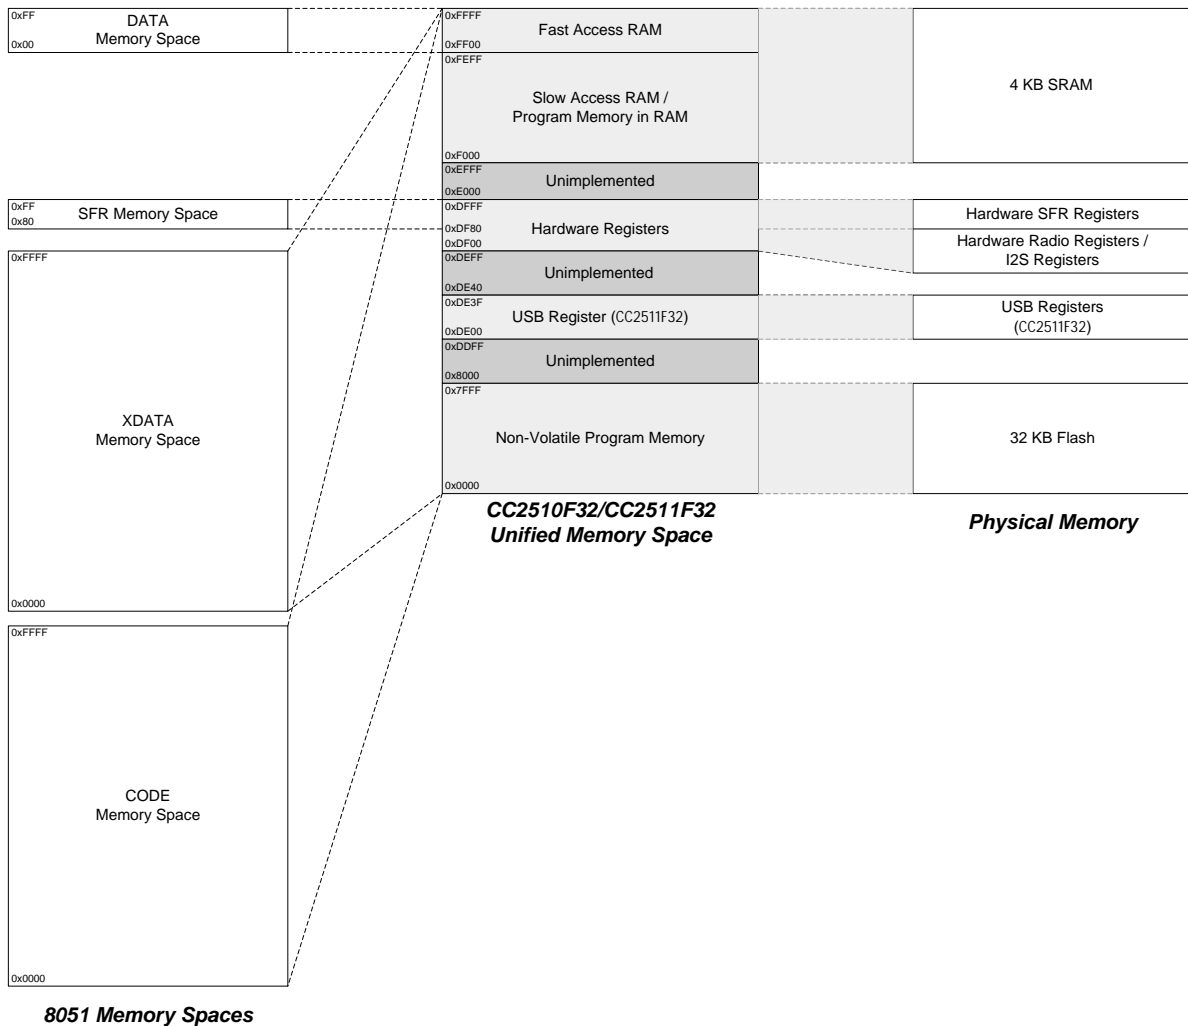 0xFF
DATA
Memory Space
0x00
0xFF
SFR Memory Space
0x80
0xFFFF
XDATA
Memory Space
0x0000
0xFFFF
CODE
Memory Space
0x0000
8051 Memory Spaces
0xFFFF
Fast Access RAM
0xFF00
0xFEFF
Slow Access RAM /
Program Memory in RAM
0xF000
0xEFFF
Unimplemented
0xE000
0xDFFF
Hardware Registers
0xDF80
0xDF00
0xDEFF
Unimplemented
0xDE40
0xDE3F
USB Register (CC2511F32)
0xDE00
0xDDFF
Unimplemented
0x8000
0x7FFF
Non-Volatile Program Memory
0x0000
CC2510F32/CC2511F32
Unified Memory Space
4 KB SRAM
Hardware SFR Registers
Hardware Radio Registers /
I2S Registers
USB Registers
(CC2511F32)
32 KB Flash
Physical Memory